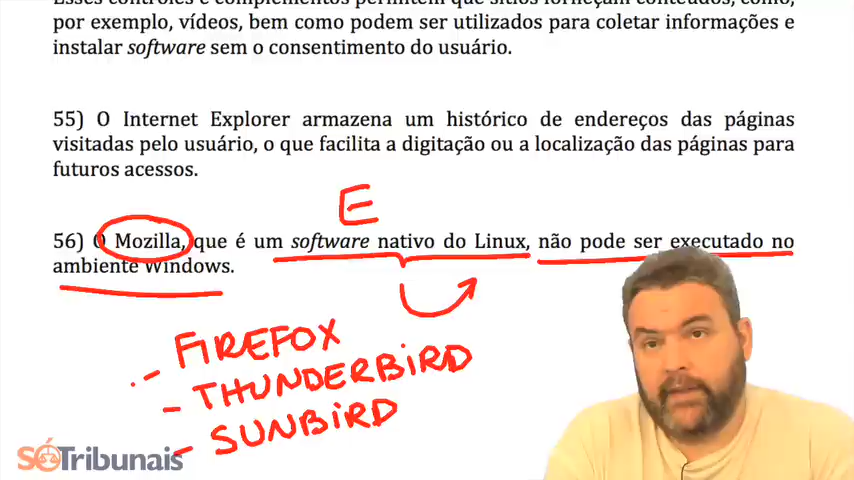 Esses controles e complementos permitem que sítios forneçam conteúdos, como,
por exemplo, vídeos, bem como podem ser utilizados para coletar informações e
instalar software sem o consentimento do usuário.
55) O Internet Explorer armazena um histórico de endereços das páginas
visitadas pelo usuário, o que facilita a digitação ou a localização das páginas para
futuros acessos.
E
56) O Mozilla, que é um software nativo do Linux, não pode ser executado no
ambiente Windows.
- FIREFOX
- THUNDERBIRD
- SUNBIRD
SÓTribunais